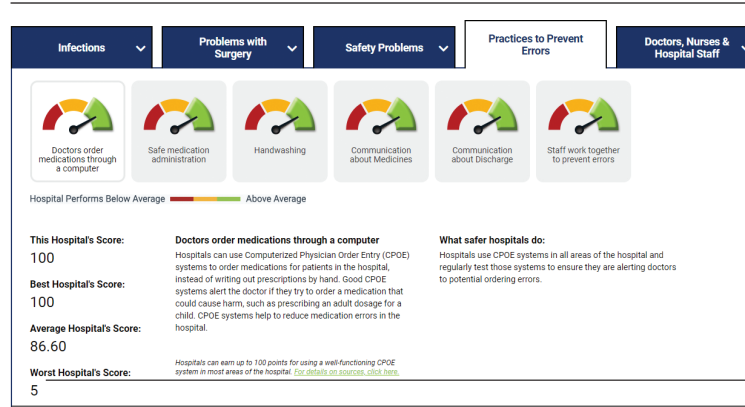 Infections
Problems with
Surgery
Safety Problems
Practices to Prevent
Errors
Doctors, Nurses &
Hospital Staff
Doctors order
medications through
a computer
Safe medication
administration
Handwashing
Communication
about Medicines
Communication
about Discharge
Staff work together
to prevent errors
Hospital Performs Below Average
Above Average
This Hospital's Score:
100
Best Hospital's Score:
100
Average Hospital's Score:
86.60
Worst Hospital's Score:
5
Doctors order medications through a computer
Hospitals can use Computerized Physician Order Entry (CPOE)
systems to order medications for patients in the hospital,
instead of writing out prescriptions by hand. Good CPOE
systems alert the doctor if they try to order a medication that
could cause harm, such as prescribing an adult dosage for a
child. CPOE systems help to reduce medication errors in the
hospital.
Hospitals can earn up to 100 points for using a well-functioning CPOE
system in most areas of the hospital. For details on sources, click here.
What safer hospitals do:
Hospitals use CPOE systems in all areas of the hospital and
regularly test those systems to ensure they are alerting doctors
to potential ordering errors.